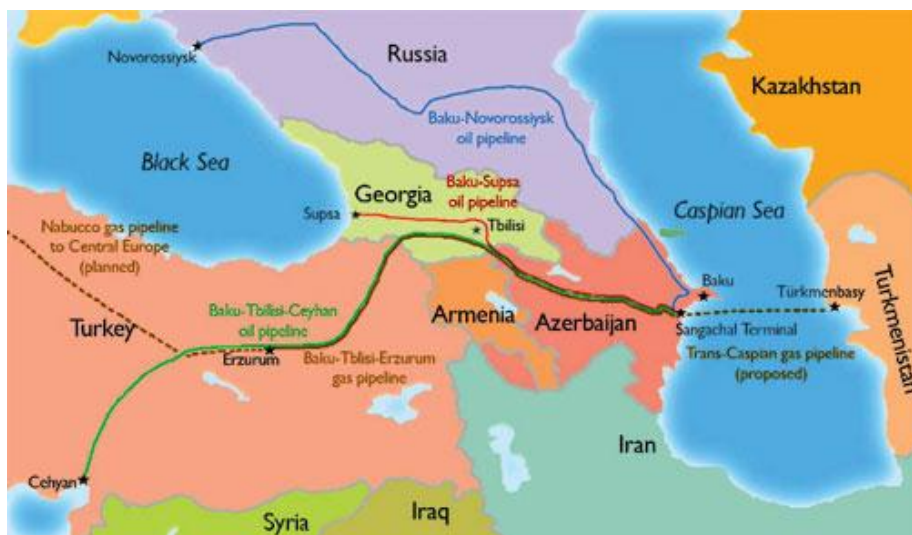 Novorossiysk
Russia
Kazakhstan
Baku-Novorossiysk
oil pipeline
Black Sea
Georgia
Baku-Supsa
oil pipeline
Supsa
Tbilisi
Caspian Sea
Nabucco gas pipeline
to Central Europe
(planned)
Baku
Türkmenbasy
Turkmenistan
Baku-Tbilisi-Ceyhan
oil pipeline
Turkey
Armenia
Azerbaijan
Sangachal Terminal
Erzurum
Baku-Tblisi-Erzurum
gas pipeline
Trans-Caspian gas pipeline
(proposed)
Iran
Cehyan
Syria
Iraq